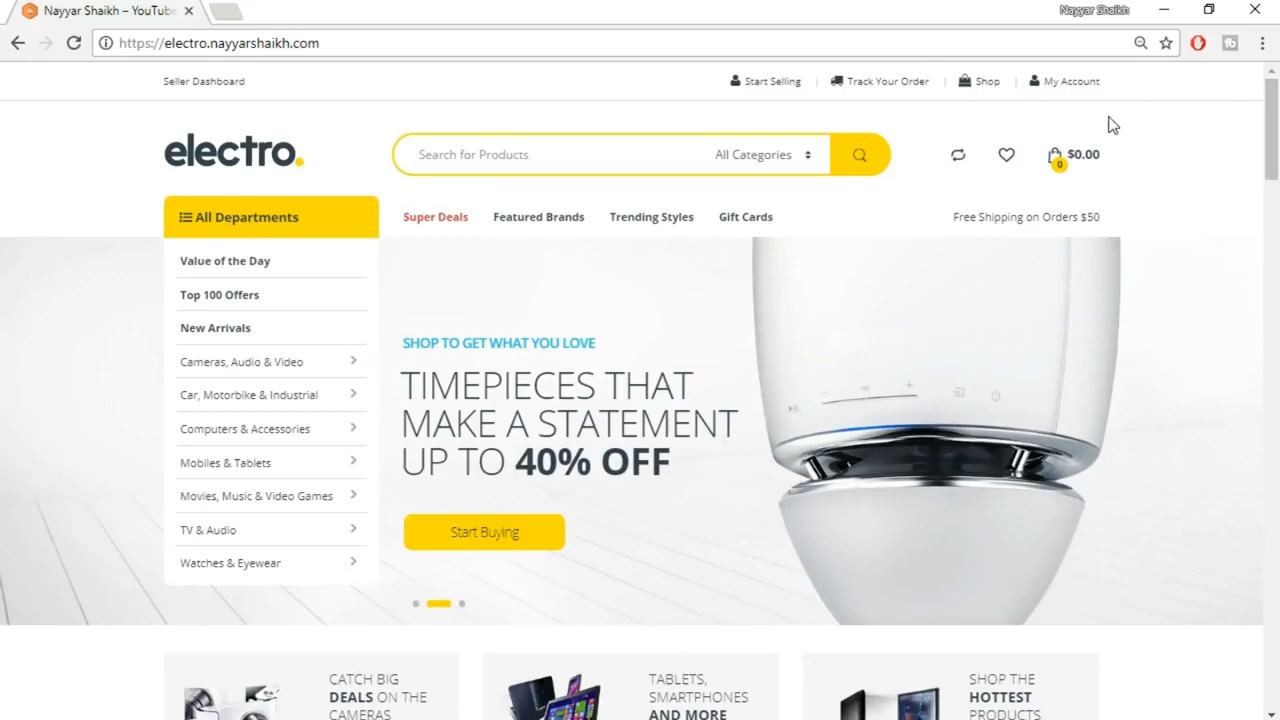 Nayyar Shaikh – YouTube
Nayyar Shaikh
https://electro.nayyarshaikh.com
Seller Dashboard
Start Selling
Track Your Order
Shop
My Account
electro.
Search for Products
All Categories
0
$0.00
All Departments
Super Deals
Featured Brands
Trending Styles
Gift Cards
Free Shipping on Orders $50
Value of the Day
Top 100 Offers
New Arrivals
Cameras, Audio & Video
Car, Motorbike & Industrial
Computers & Accessories
Mobiles & Tablets
Movies, Music & Video Games
TV & Audio
Watches & Eyewear
SHOP TO GET WHAT YOU LOVE
TIMEPIECES THAT
MAKE A STATEMENT
UP TO 40% OFF
Start Buying
CATCH BIG
DEALS ON THE
CAMERAS
TABLETS,
SMARTPHONES
AND MORE
SHOP THE
HOTTEST
PRODUCTS